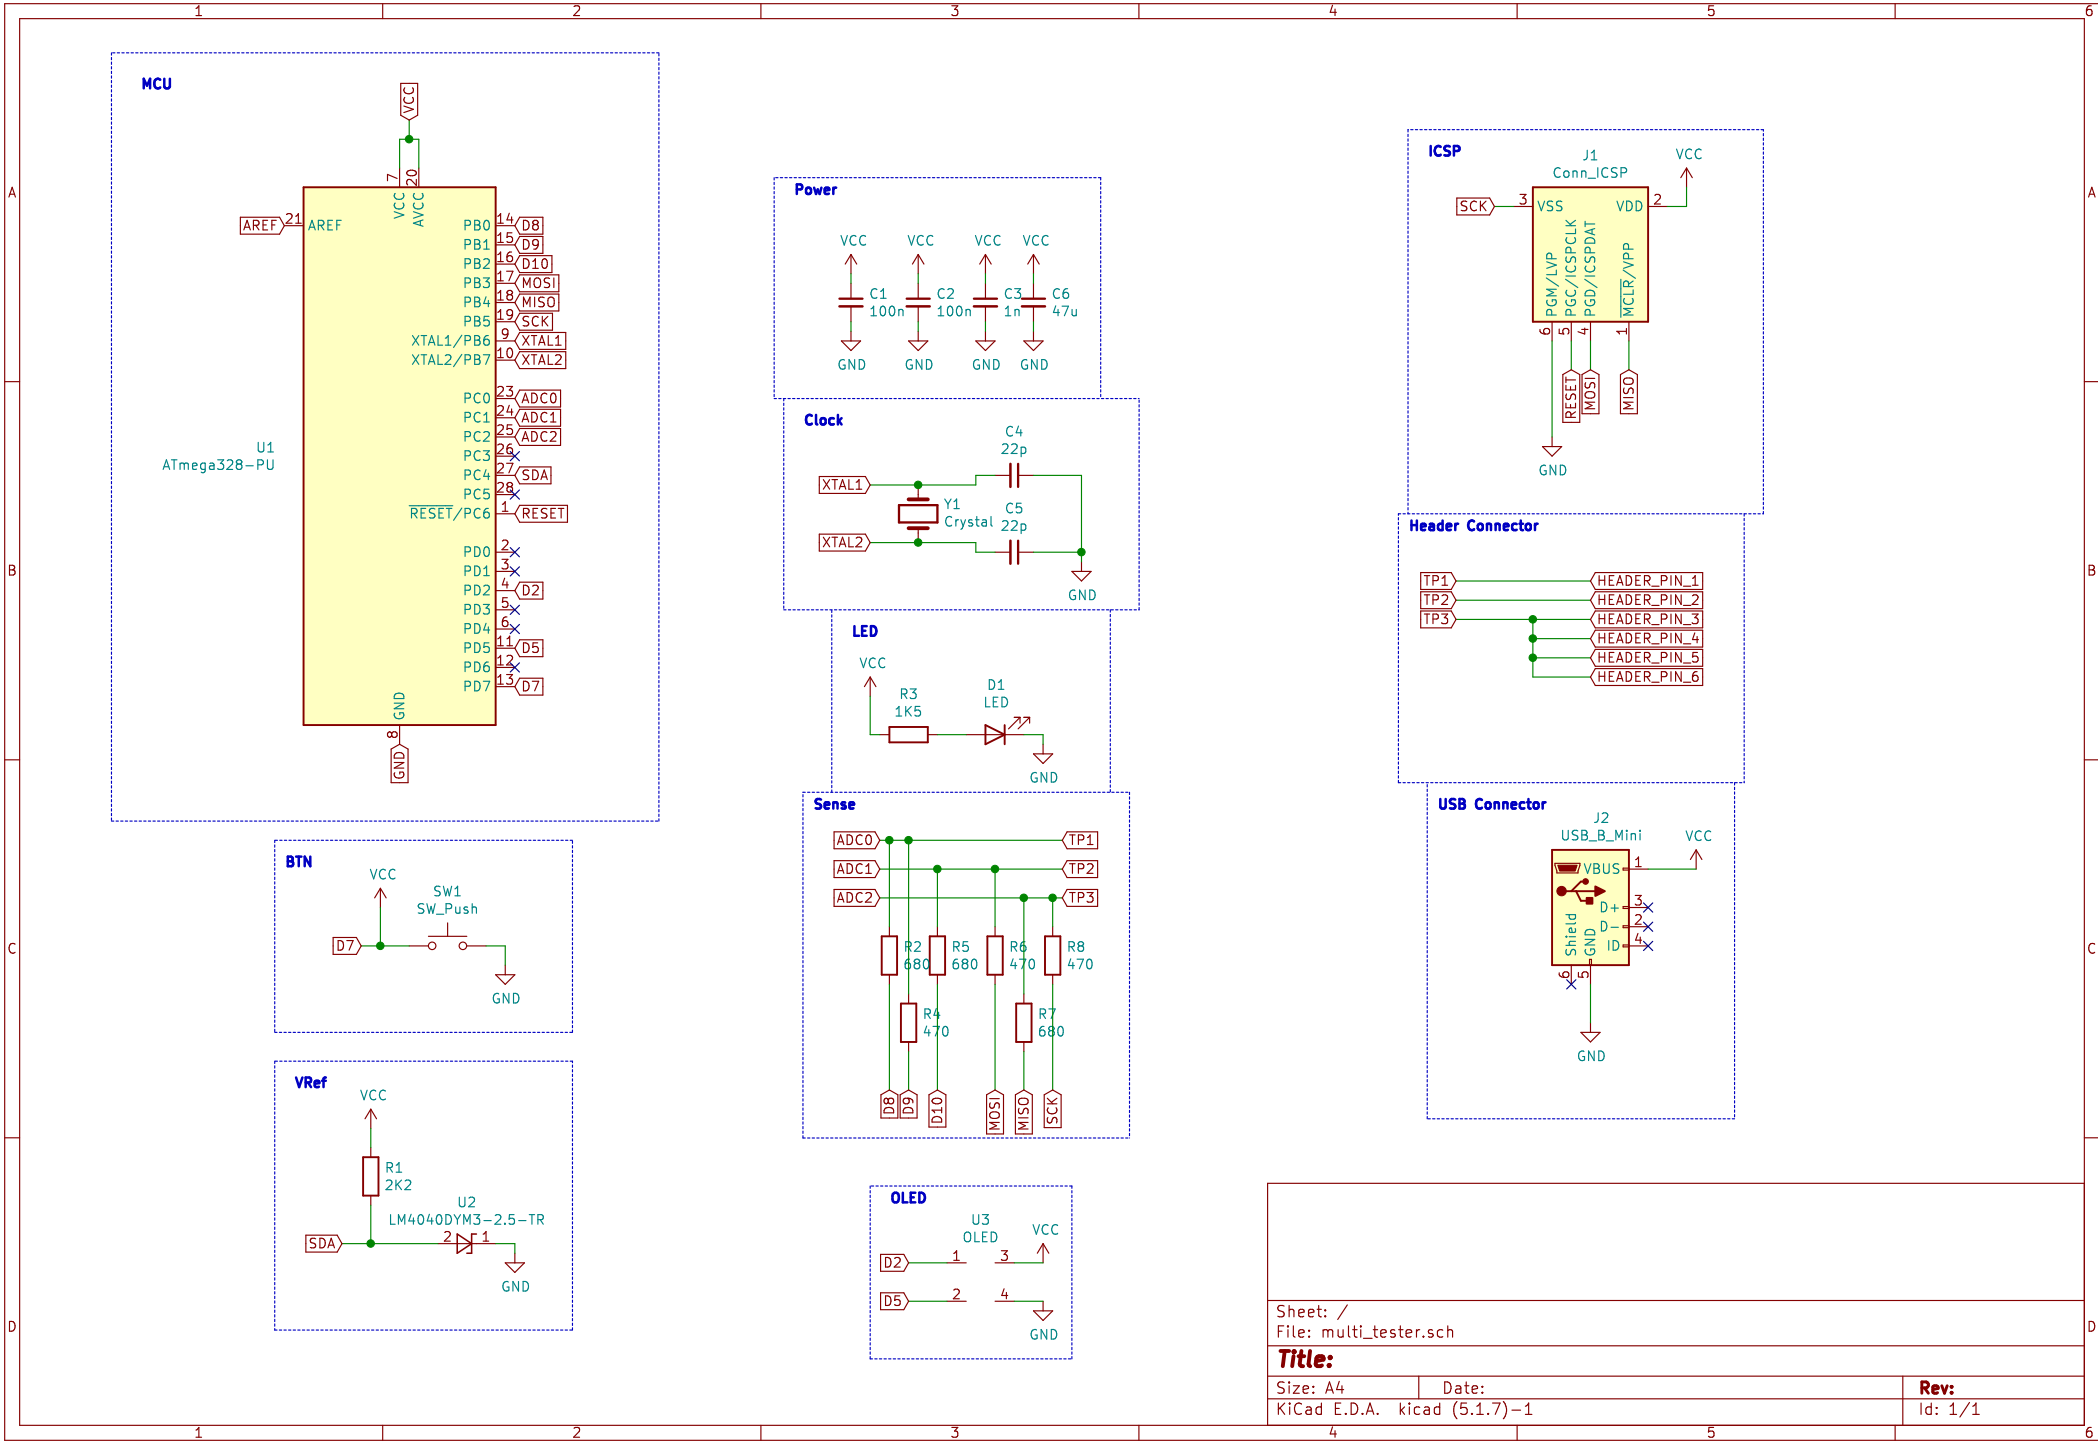 1 2 3 4 5 6
A
B
C
D
MCU
VCC
7
20
VCC
AVCC
AREF 21 AREF
PB0 14 D8
PB1 15 D9
PB2 16 D10
PB3 17 MOSI
PB4 18 MISO
PB5 19 SCK
XTAL1/PB6 9 XTAL1
XTAL2/PB7 10 XTAL2
PC0 23 ADC0
PC1 24 ADC1
PC2 25 ADC2
PC3 26
PC4 27 SDA
PC5 28
RESET/PC6 1 RESET
U1
ATmega328-PU
PD0 2
PD1 3
PD2 4 D2
PD3 5
PD4 6
PD5 11 D5
PD6 12
PD7 13 D7
GND
8
GND
BTN
VCC
SW1
SW_Push
D7
GND
VRef
VCC
R1
2K2
U2
LM4040DYM3-2.5-TR
SDA
2 1
GND
Power
VCC VCC VCC VCC
C1 C2 C3 C6
100n 100n 1n 47u
GND GND GND GND
Clock
C4
22p
XTAL1
Y1
Crystal
C5
22p
XTAL2
GND
LED
VCC
R3
1K5
D1
LED
GND
Sense
ADC0 TP1
ADC1 TP2
ADC2 TP3
R2 R5 R6 R8
680 680 470 470
R4 R7
470 680
D8
D9
D10
MOSI
MISO
SCK
OLED
U3
OLED
VCC
D2 1 3
D5 2 4
GND
ICSP
J1
Conn_ICSP
VCC
SCK 3 VSS VDD 2
PGM/LVP
PGC/ICSPCLK
PGD/ICSPDAT
MCLR/VPP
6 5 4 1
RESET
MOSI
MISO
GND
Header Connector
TP1 HEADER_PIN_1
TP2 HEADER_PIN_2
TP3 HEADER_PIN_3
HEADER_PIN_4
HEADER_PIN_5
HEADER_PIN_6
USB Connector
J2
USB_B_Mini
VCC
VBUS 1
D+ 3
D- 2
ID 4
Shield
GND
6 5
GND
Sheet: /
File: multi_tester.sch
Title:
Size: A4 Date: Rev:
KiCad E.D.A. kicad (5.1.7)-1 Id: 1/1
A
B
C
D
1 2 3 4 5 6